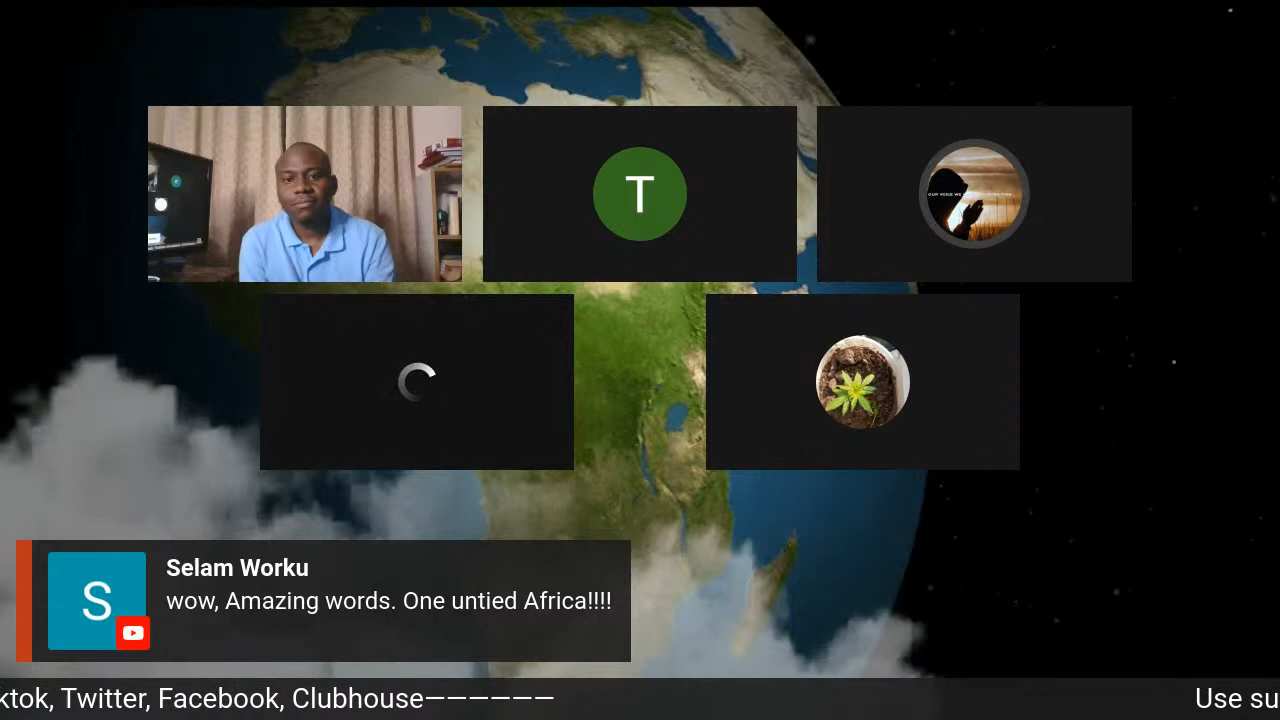 T
S
Selam Worku
wow, Amazing words. One untied Africa!!!!
ktok, Twitter, Facebook, Clubhouse——————
Use su